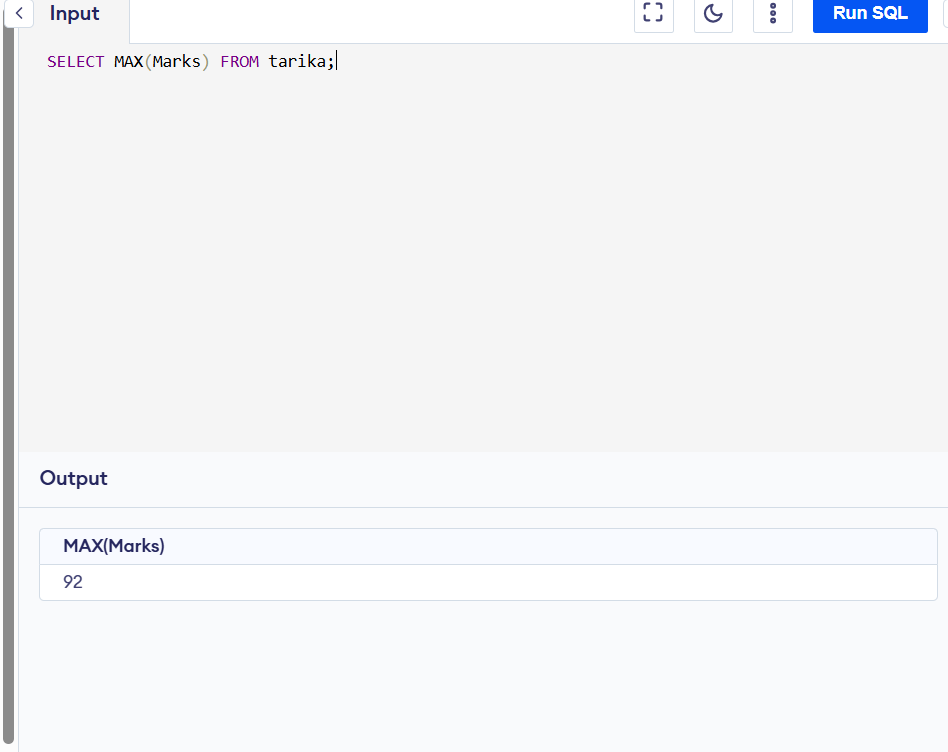 Input
Run SQL
SELECT MAX(Marks) FROM tarika;
Output
MAX(Marks)
92